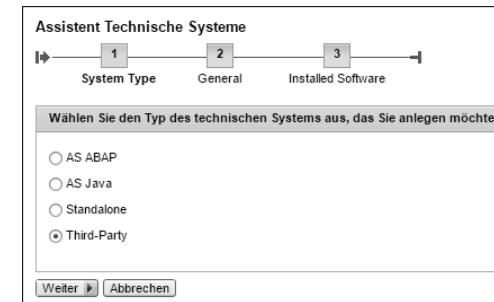 Assistent Technische Systeme
1 2 3
System Type General Installed Software
Wählen Sie den Typ des technischen Systems aus, das Sie anlegen möchte
AS ABAP
AS Java
Standalone
Third-Party
Weiter Abbrechen